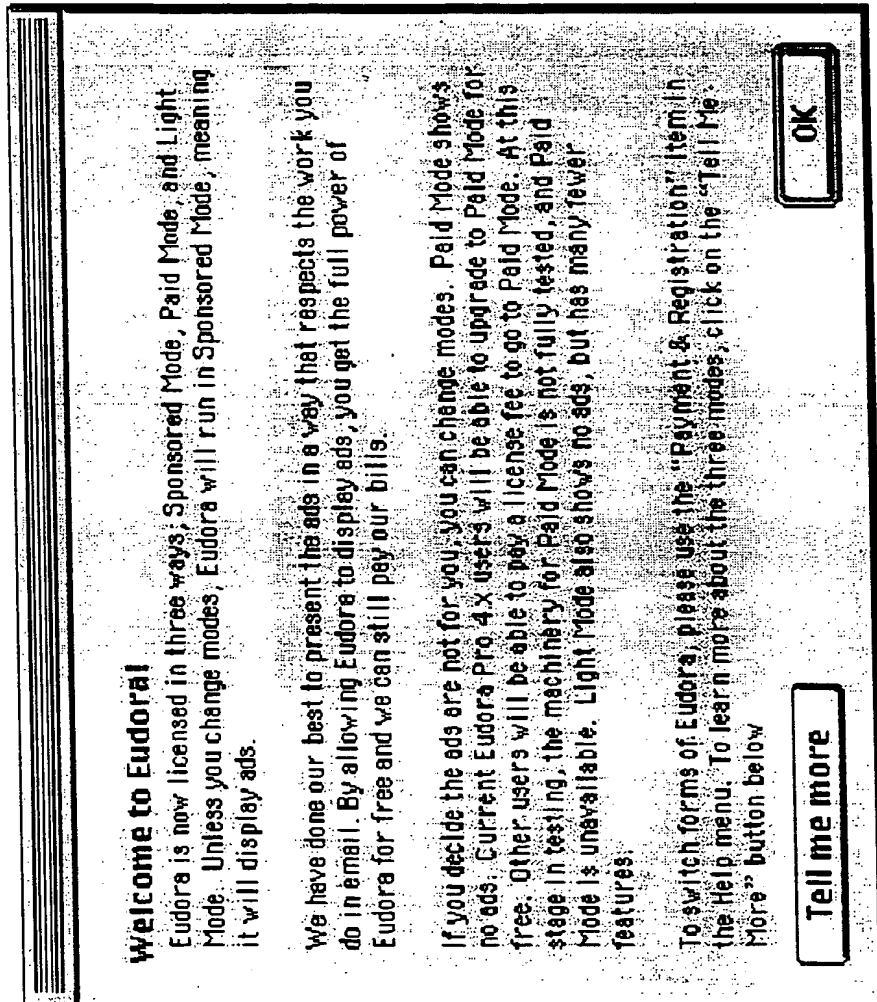 Welcome to Eudora!
Eudora is now licensed in three ways; Sponsored Mode, Paid Mode, and Light
Mode. Unless you change modes, Eudora will run in Sponsored Mode, meaning
it will display ads.
We have done our best to present the ads in a way that respects the work you
do in email. By allowing Eudora to display ads, you get the full power of
Eudora for free and we can still pay our bills.
If you decide the ads are not for you, you can change modes. Paid Mode shows
no ads. Current Eudora Pro 4.x users will be able to upgrade to Paid Mode for
free. Other users will be able to pay a license fee to go to Paid Mode. At this
stage in testing, the machinery for Paid Mode is not fully tested, and Paid
Mode is unavailable. Light Mode also shows no ads, but has many fewer
features.
To switch forms of Eudora, please use the “Payment & Registration” item in
the Help menu. To learn more about the three modes, click on the “Tell Me
More” button below
Tell me more
OK